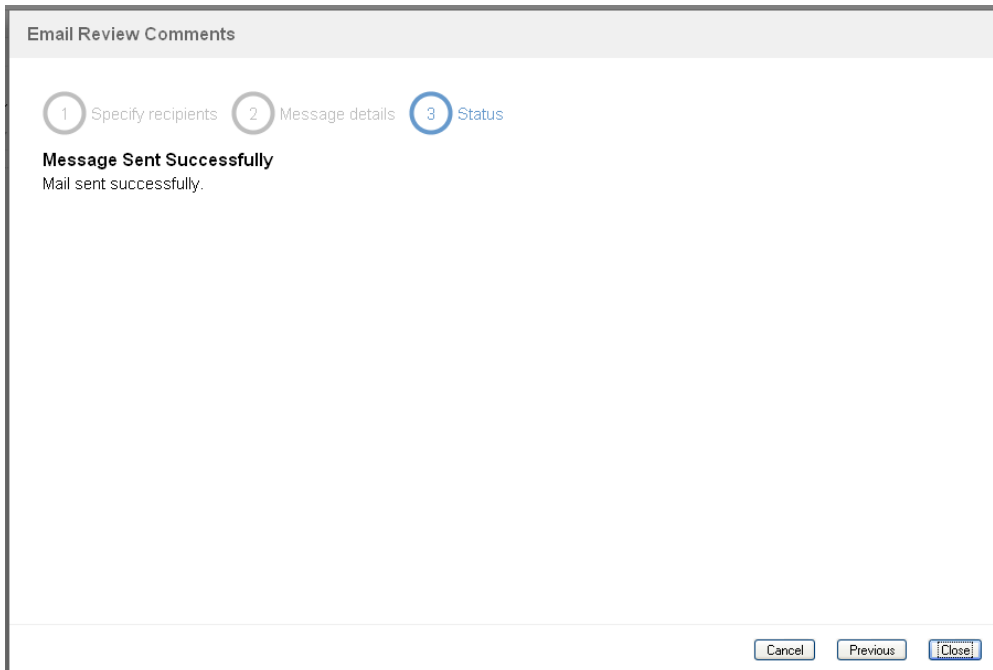 Email Review Comments
1 Specify recipients 2 Message details 3 Status
Message Sent Successfully
Mail sent successfully.
Cancel Previous Close